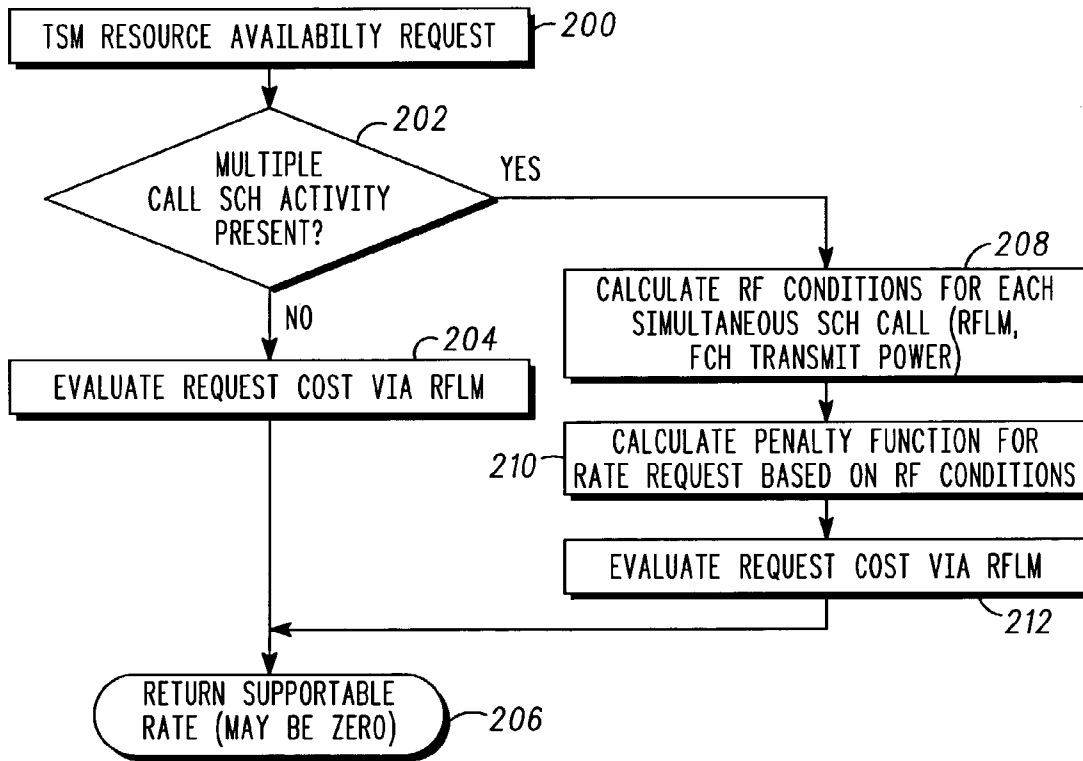 TSM RESOURCE AVAILABILTY REQUEST
200
202
MULTIPLE
CALL SCH ACTIVITY
PRESENT?
YES
NO
204
EVALUATE REQUEST COST VIA RFLM
208
CALCULATE RF CONDITIONS FOR EACH
SIMULTANEOUS SCH CALL (RFLM,
FCH TRANSMIT POWER)
210
CALCULATE PENALTY FUNCTION FOR
RATE REQUEST BASED ON RF CONDITIONS
EVALUATE REQUEST COST VIA RFLM
212
RETURN SUPPORTABLE
RATE (MAY BE ZERO)
206